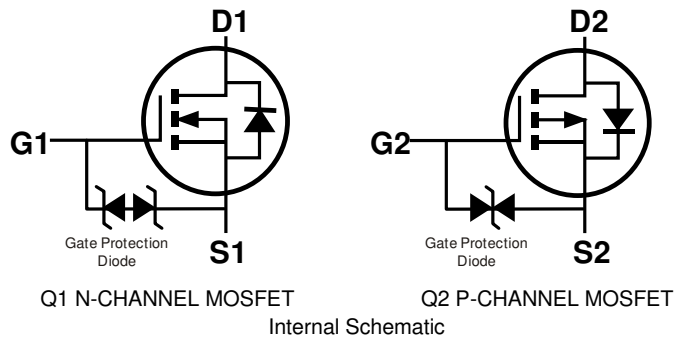 D1
D2
G1
G2
Gate Protection
Diode
S1
Gate Protection
Diode
S2
Q1 N-CHANNEL MOSFET
Q2 P-CHANNEL MOSFET
Internal Schematic